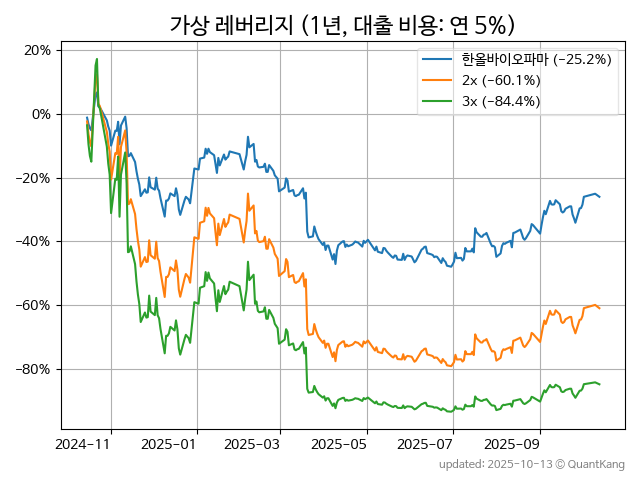 가상 레버리지 (1년, 대출 비용: 연 5%)
한올바이오파마 (−25.2%)
2x (−60.1%)
3x (−84.4%)
20%
0%
−20%
−40%
−60%
−80%
2024-11 2025-01 2025-03 2025-05 2025-07 2025-09
updated: 2025-10-13 © QuantKang